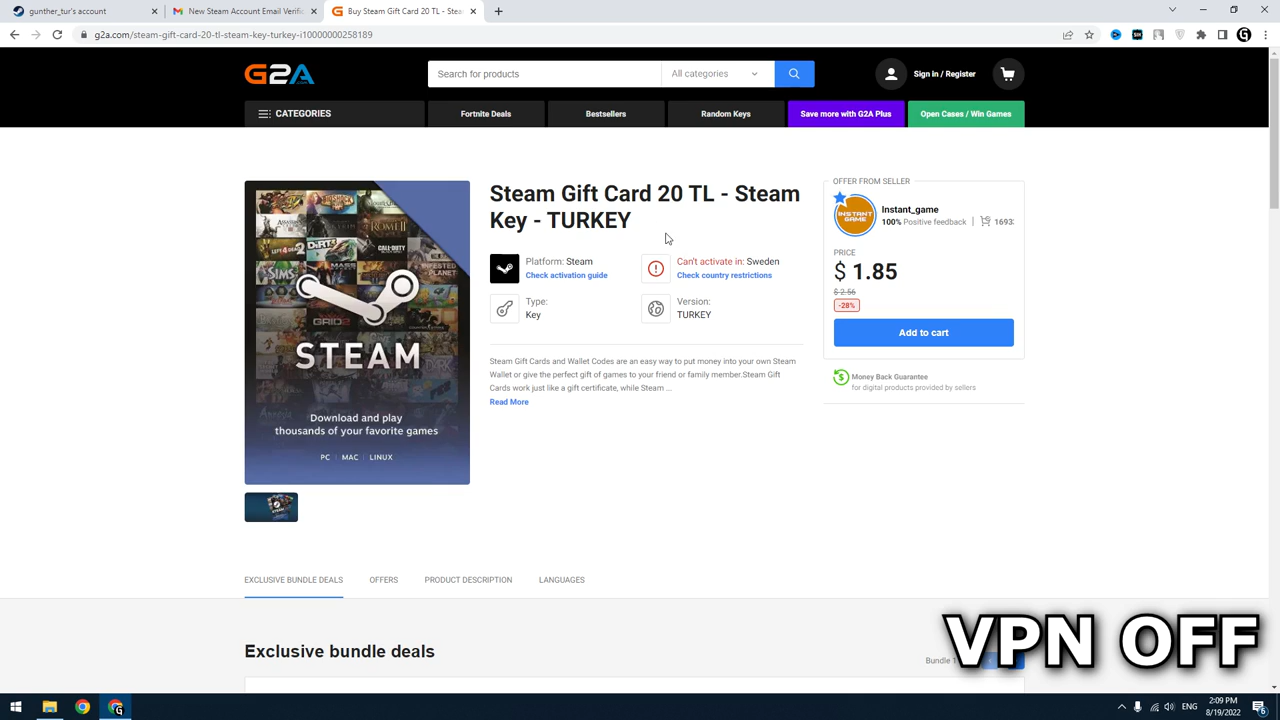 gunther_tur's account
New Steam Account Email Verific
Buy Steam Gift Card 20 TL - Stea
g2a.com/steam-gift-card-20-tl-steam-key-turkey-i10000000258189
G2A
Search for products
All categories
Sign in / Register
CATEGORIES
Fortnite Deals
Bestsellers
Random Keys
Save more with G2A Plus
Open Cases / Win Games
STEAM
Download and play
thousands of your favorite games
PC | MAC | LINUX
Steam Gift Card 20 TL - Steam
Key - TURKEY
Platform: Steam
Check activation guide
Can't activate in: Sweden
Check country restrictions
Type:
Key
Version:
TURKEY
Steam Gift Cards and Wallet Codes are an easy way to put money into your own Steam
Wallet or give the perfect gift of games to your friend or family member.Steam Gift
Cards work just like a gift certificate, while Steam ...
Read More
OFFER FROM SELLER
INSTANT
GAME
Instant_game
100% Positive feedback
1693
PRICE
$ 1.85
$ 2.56
-28%
Add to cart
Money Back Guarantee
for digital products provided by sellers
EXCLUSIVE BUNDLE DEALS
OFFERS
PRODUCT DESCRIPTION
LANGUAGES
Exclusive bundle deals
Bundle 1
VPN OFF
ENG
2:09 PM
8/19/2022